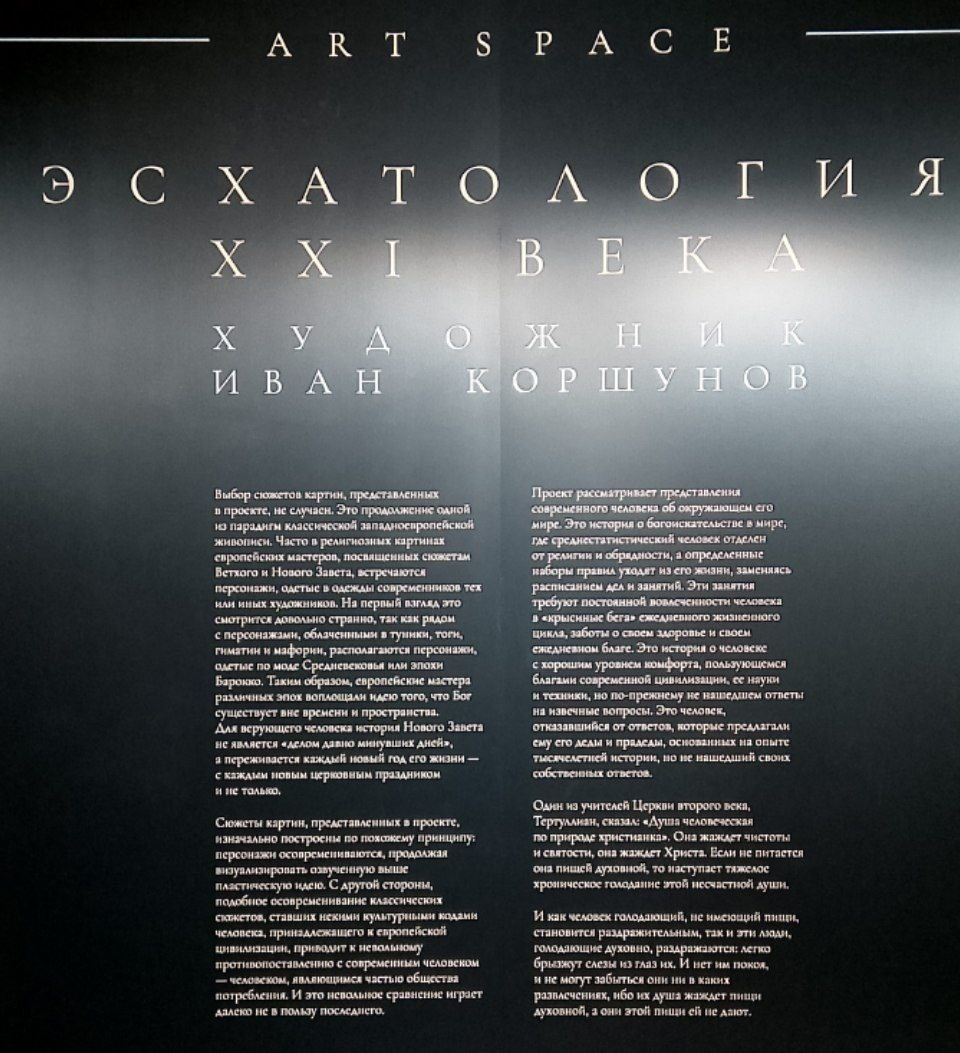 ART SPACE
ЭСХАТОЛОГИЯ
XXI ВЕКА
ХУДОЖНИК
ИВАН КОРШУНОВ
Выбор сюжетов картин, представленных
в проекте, не случаен. Это продолжение одной
из парадигм классической западноевропейской
живописи. Часто в религиозных картинах
европейских мастеров, посвященных сюжетам
Ветхого и Нового Завета, встречаются
персонажи, одетые в одежды современников тех
или иных художников. На первый взгляд это
смотрится довольно странно, так как рядом
с персонажами, облаченными в туники, тоги,
гиматии и мафории, располагаются персонажи,
одетые по моде Средневековья или эпохи
Барокко. Таким образом, европейские мастера
различных эпох воплощали идею того, что Бог
существует вне времени и пространства.
Для верующего человека история Нового Завета
не является «делом давно минувших дней»,
а переживается каждый новый год его жизни —
с каждым новым церковным праздником
и не только.
Сюжеты картин, представленных в проекте,
изначально построены по похожему принципу:
персонажи осовремениваются, продолжая
визуализировать озвученную выше
пластическую идею. С другой стороны,
подобное осовременивание классических
сюжетов, ставших некими культурными кодами
человека, принадлежащего к европейской
цивилизации, приводит к невольному
противопоставлению с современным человеком
— человеком, являющимся частью общества
потребления. И это невольное сравнение играет
далеко не в пользу последнего.
Проект рассматривает представления
современного человека об окружающем его
мире. Это история о богоискательстве в мире,
где среднестатистический человек отделен
от религии и обрядности, а определенные
наборы правил уходят из его жизни, заменяясь
расписанием дел и занятий. Эти занятия
требуют постоянной вовлеченности человека
в «крысиные бега» ежедневного жизненного
цикла, заботы о своем здоровье и своем
ежедневном благе. Это история о человеке
с хорошим уровнем комфорта, пользующемся
благами современной цивилизации, ее науки
и техники, но по-прежнему не нашедшем ответы
на извечные вопросы. Это человек,
отказавшийся от ответов, которые предлагали
ему его деды и прадеды, основанных на опыте
тысячелетней истории, но не нашедший своих
собственных ответов.
Один из учителей Церкви второго века,
Тертуллиан, сказал: «Душа человеческая
по природе христианка». Она жаждет чистоты
и святости, она жаждет Христа. Если не питается
она пищей духовной, то наступает тяжелое
хроническое голодание этой несчастной души.
И как человек голодающий, не имеющий пищи,
становится раздражительным, так и эти люди,
голодающие духовно, раздражаются: легко
брызжут слезы из глаз их. И нет им покоя,
и не могут забыться они ни в каких
развлечениях, ибо их душа жаждет пищи
духовной, а они этой пищи ей не дают.